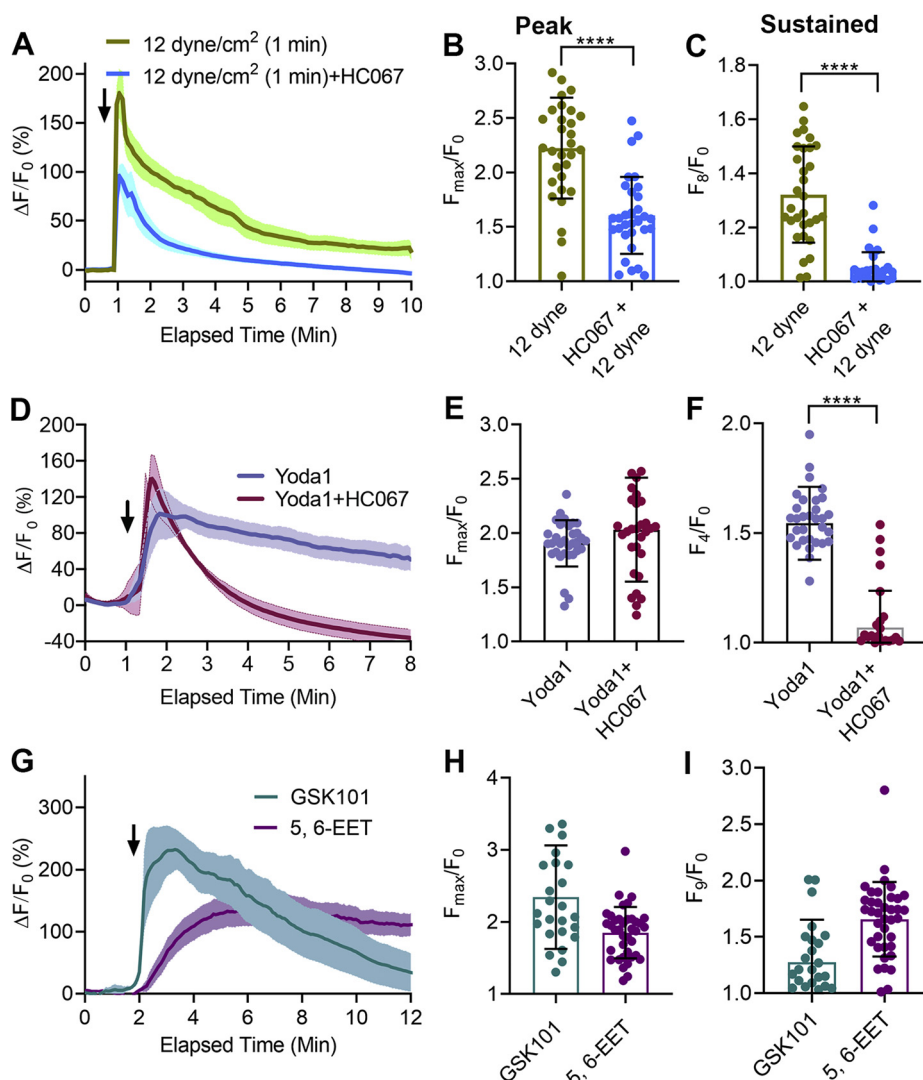 A
12 dyne/cm² (1 min)
12 dyne/cm² (1 min)+HC067
200
150
100
50
0
ΔF/F₀ (%)
0 1 2 3 4 5 6 7 8 9 10
Elapsed Time (Min)
B
Peak
****
3.0
2.5
2.0
1.5
1.0
Fmax/F₀
12 dyne
HC067 +
12 dyne
C
Sustained
****
1.8
1.6
1.4
1.2
1.0
F₈/F₀
12 dyne
HC067 +
12 dyne
D
Yoda1
Yoda1+HC067
200
160
120
80
40
0
-40
ΔF/F₀ (%)
0 1 2 3 4 5 6 7 8
Elapsed Time (Min)
E
3.0
2.5
2.0
1.5
1.0
Fmax/F₀
Yoda1
Yoda1+
HC067
F
****
2.0
1.5
1.0
F₄/F₀
Yoda1
Yoda1+
HC067
G
GSK101
5, 6-EET
300
200
100
0
ΔF/F₀ (%)
0 2 4 6 8 10 12
Elapsed Time (Min)
H
4
3
2
1
Fmax/F₀
GSK101
5, 6-EET
I
3.0
2.5
2.0
1.5
1.0
F₉/F₀
GSK101
5, 6-EET